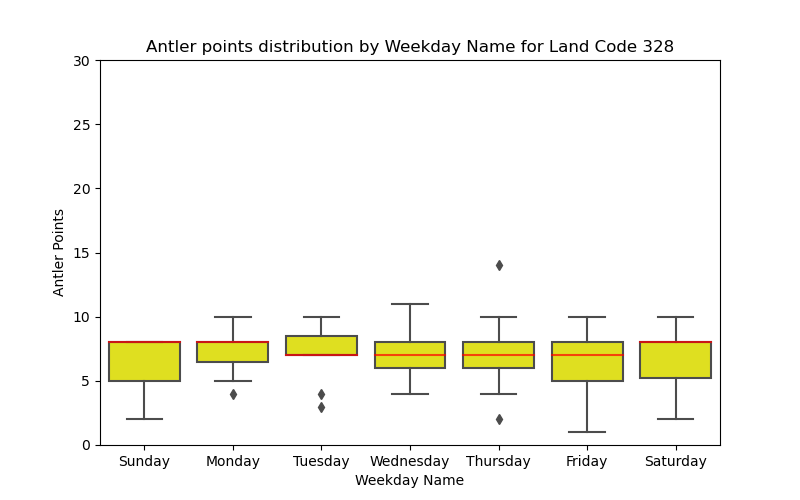 Antler points distribution by Weekday Name for Land Code 328
30
25
20
15
10
5
0
Antler Points
Sunday Monday Tuesday Wednesday Thursday Friday Saturday
Weekday Name